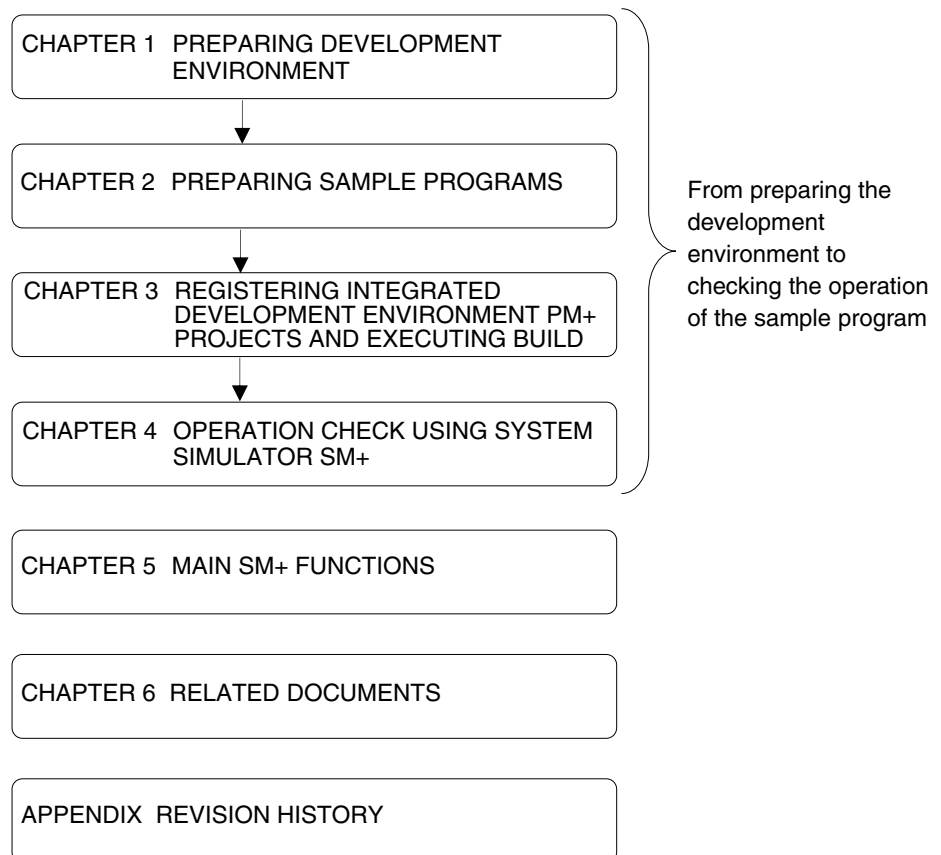 CHAPTER 1 PREPARING DEVELOPMENT
ENVIRONMENT
CHAPTER 2 PREPARING SAMPLE PROGRAMS
CHAPTER 3 REGISTERING INTEGRATED
DEVELOPMENT ENVIRONMENT PM+
PROJECTS AND EXECUTING BUILD
CHAPTER 4 OPERATION CHECK USING SYSTEM
SIMULATOR SM+
From preparing the
development
environment to
checking the operation
of the sample program
CHAPTER 5 MAIN SM+ FUNCTIONS
CHAPTER 6 RELATED DOCUMENTS
APPENDIX REVISION HISTORY